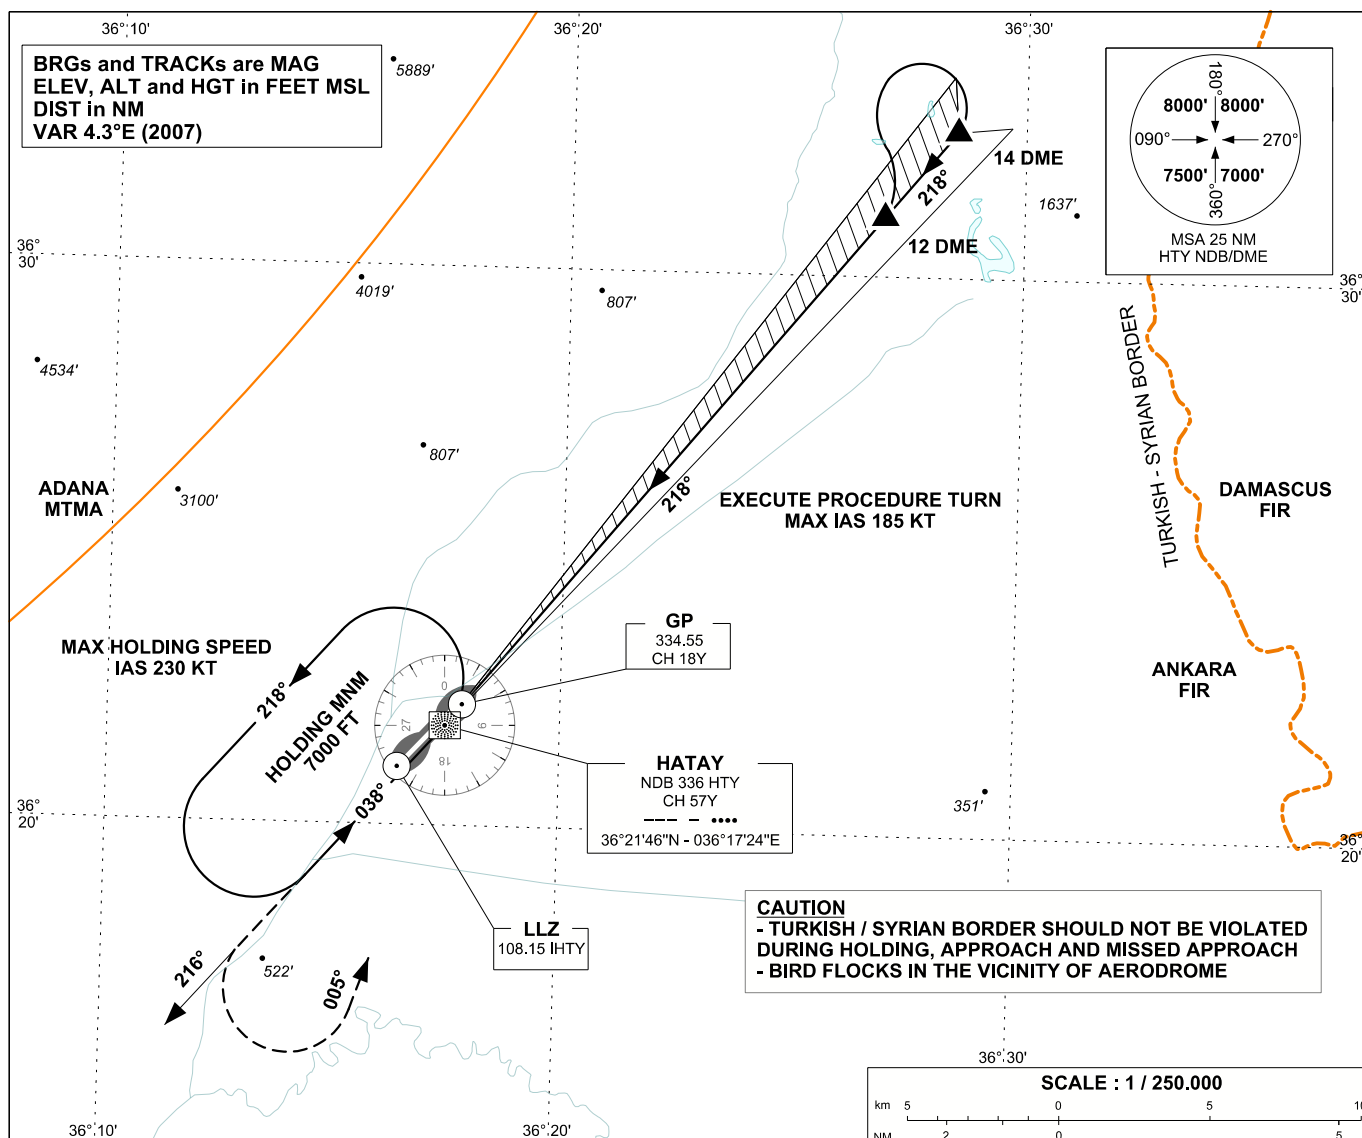 36°10'
36°20'
36°30'
BRGs and TRACKs are MAG
ELEV, ALT and HGT in FEET MSL
DIST in NM
VAR 4.3°E (2007)
5889'
180°
8000' 8000'
090° 270°
7500' 7000'
360°
MSA 25 NM
HTY NDB/DME
14 DME
218°
1637'
12 DME
36°
30'
36°
30'
4019'
807'
4534'
TURKISH - SYRIAN BORDER
807'
ADANA
MTMA
3100'
218°
EXECUTE PROCEDURE TURN
MAX IAS 185 KT
DAMASCUS
FIR
GP
334.55
CH 18Y
MAX HOLDING SPEED
IAS 230 KT
ANKARA
FIR
218°
HOLDING MNM
7000 FT
0
9
18
27
HATAY
NDB 336 HTY
CH 57Y
36°21'46"N - 036°17'24"E
351'
038°
36°
20'
36°
20'
LLZ
108.15 IHTY
CAUTION
- TURKISH / SYRIAN BORDER SHOULD NOT BE VIOLATED
DURING HOLDING, APPROACH AND MISSED APPROACH
- BIRD FLOCKS IN THE VICINITY OF AERODROME
216°
522'
005°
36°30'
SCALE : 1 / 250.000
km 5 0 5 10
NM 2 0 5
36°10'
36°20'